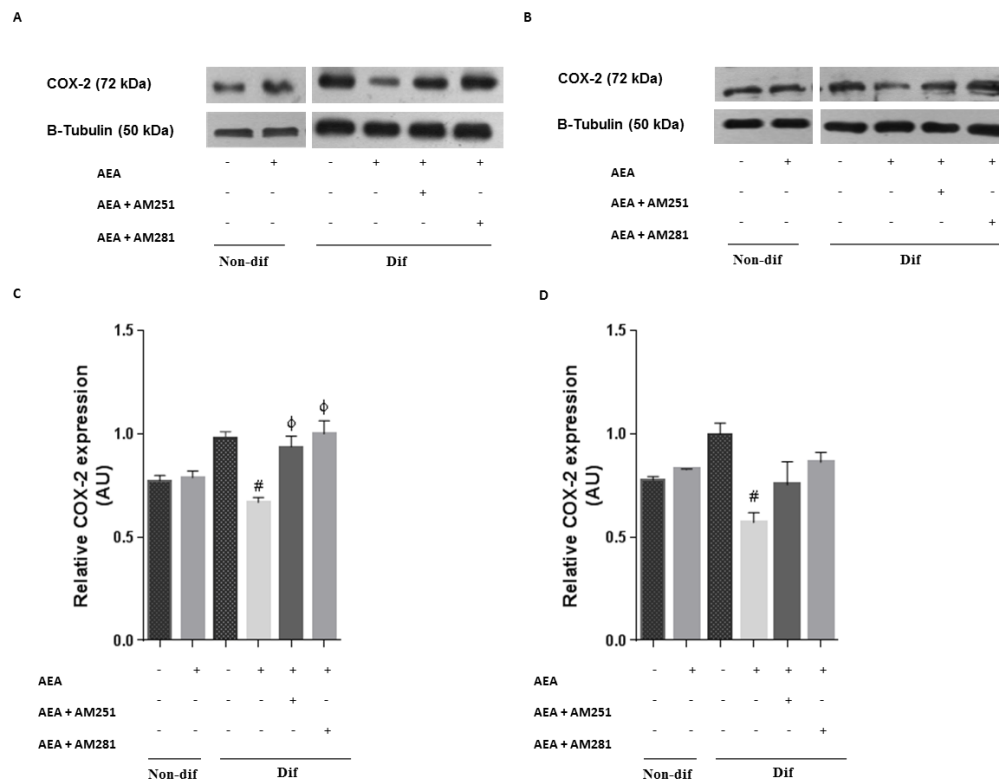 A
COX-2 (72 kDa)
B-Tubulin (50 kDa)
- + - + + +
AEA
- - - - + -
AEA + AM251
- - - - - +
AEA + AM281
Non-dif Dif
B
COX-2 (72 kDa)
B-Tubulin (50 kDa)
- + - + + +
AEA
- - - - + -
AEA + AM251
- - - - - +
AEA + AM281
Non-dif Dif
C
1.5
1.0
0.5
0.0
Relative COX-2 expression
(AU)
#
ϕ
ϕ
- + - + + +
AEA
- - - - + -
AEA + AM251
- - - - - +
AEA + AM281
Non-dif Dif
D
1.5
1.0
0.5
0.0
Relative COX-2 expression
(AU)
#
- + - + + +
AEA
- - - - + -
AEA + AM251
- - - - - +
AEA + AM281
Non-dif Dif